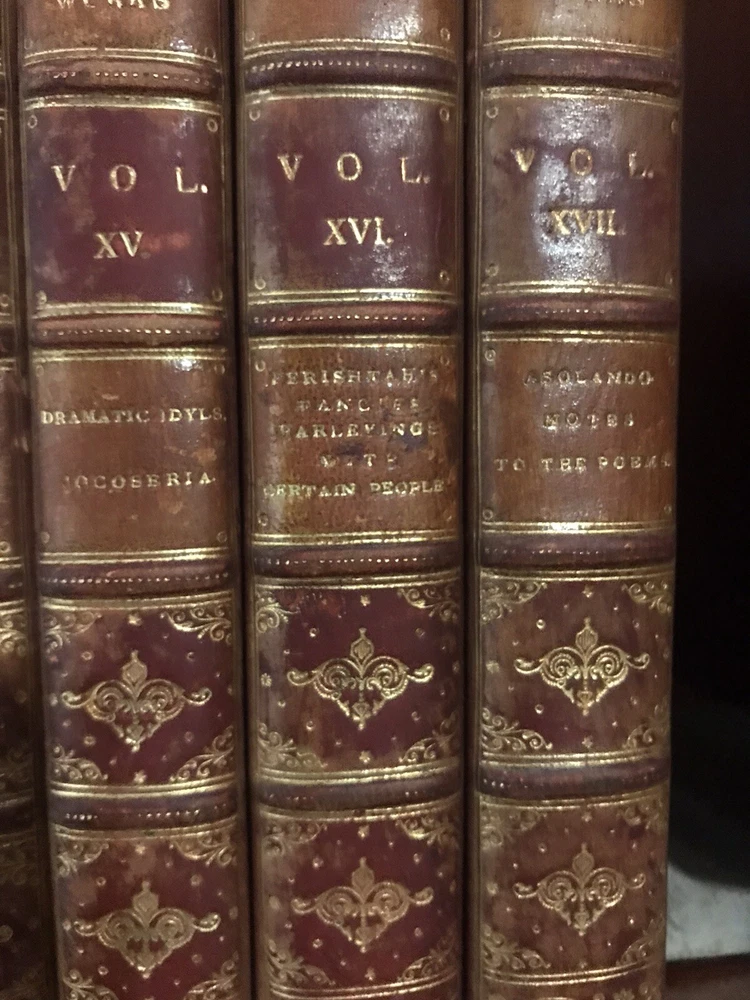 WORKS
VOL.
XV.
DRAMATIC IDYLS.
JOCOSERIA.
VOL.
XVI.
FERISHTAH'S
FANCIES
PARLEYINGS
WITH
CERTAIN PEOPLE
VOL.
XVII.
ASOLANDO
NOTES
TO THE POEMS.